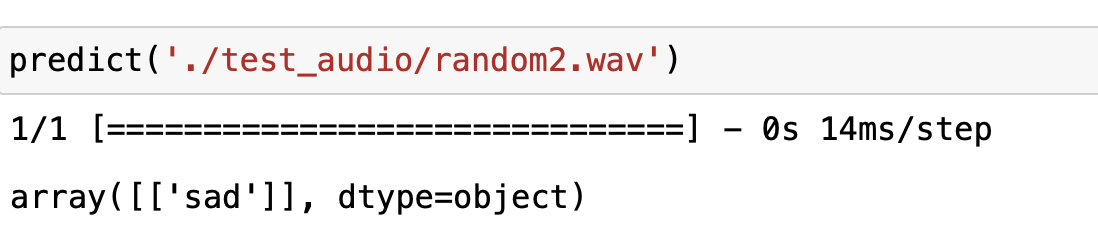 predict('./test_audio/random2.wav')
1/1 [==============================] - 0s 14ms/step
array([['sad']], dtype=object)